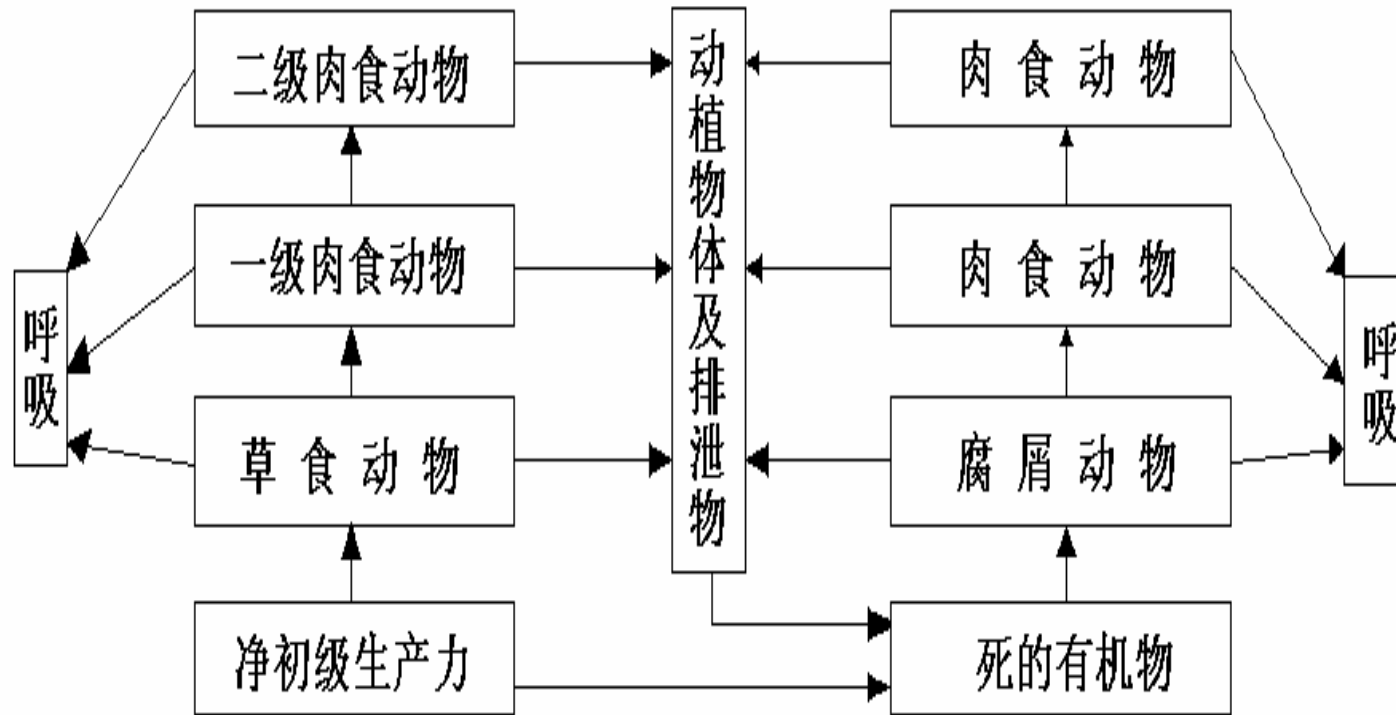 二级肉食动物
动植物体及排泄物
肉食动物
一级肉食动物
肉食动物
呼吸
呼吸
草食动物
腐屑动物
净初级生产力
死的有机物